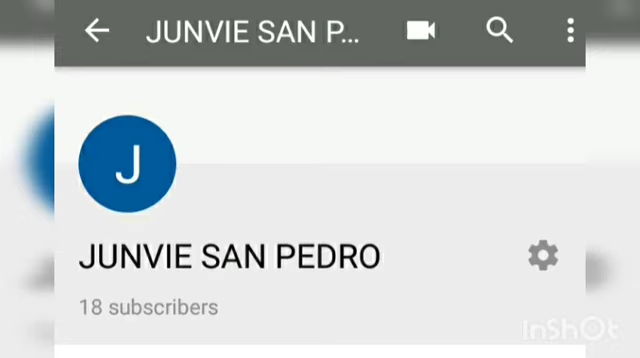 JUNVIE SAN P...
J
JUNVIE SAN PEDRO
18 subscribers
InShOt